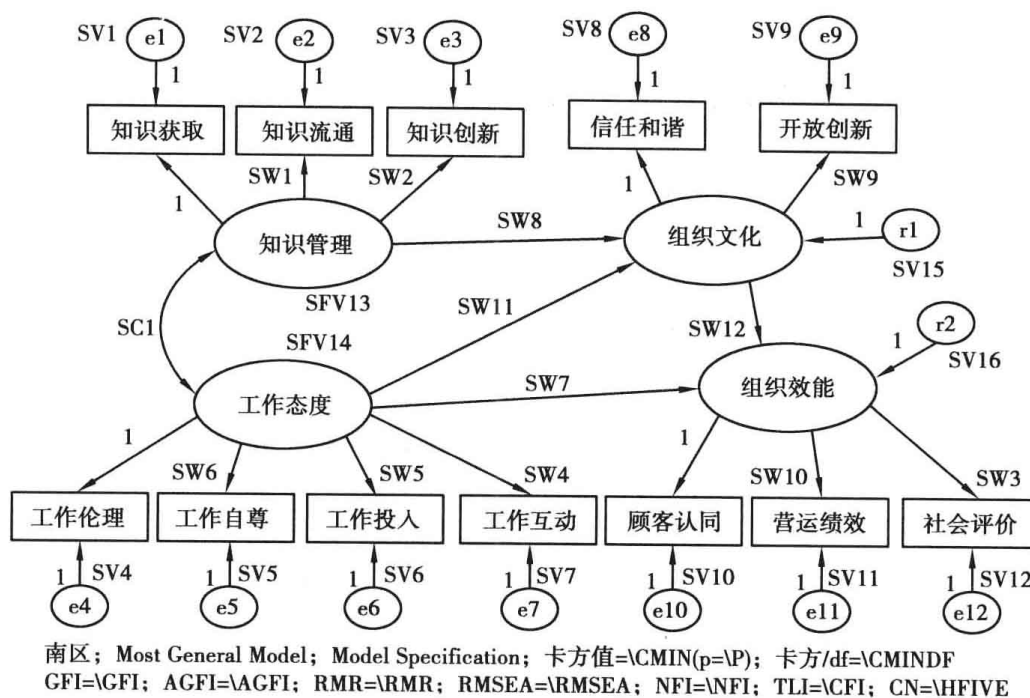 SV1 e1 SV2 e2 SV3 e3 SV8 e8 SV9 e9
1 1 1 1 1
知识获取 知识流通 知识创新 信任和谐 开放创新
1 SW1 SW2 1 SW9
知识管理 SW8 组织文化 1 r1
SV15
SFV13
SC1 SW11 SW12 r2
SFV14 1 SV16
工作态度 SW7 组织效能
1 SW6 SW5 SW4 1 SW10 SW3
工作伦理 工作自尊 工作投入 工作互动 顾客认同 营运绩效 社会评价
1 SV4 1 SV5 1 SV6 1 SV7 1 SV10 1 SV11 1 SV12
e4 e5 e6 e7 e10 e11 e12
南区; Most General Model; Model Specification; 卡方值=\CMIN(p=\P); 卡方/df=\CMINDF
GFI=\GFI; AGFI=\AGFI; RMR=\RMR; RMSEA=\RMSEA; NFI=\NFI; TLI=\CFI; CN=\HFIVE